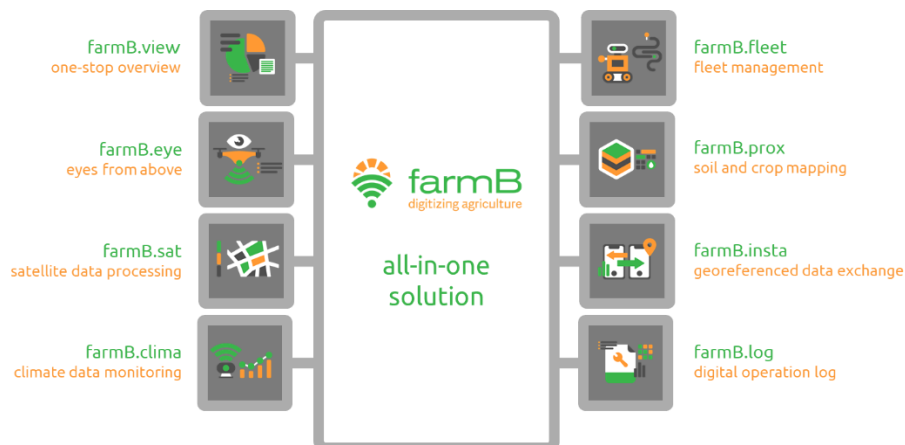 farmB.view
one-stop overview
farmB.eye
eyes from above
farmB.sat
satellite data processing
farmB.clima
climate data monitoring
farmB
digitizing agriculture
all-in-one
solution
farmB.fleet
fleet management
farmB.prox
soil and crop mapping
farmB.insta
georeferenced data exchange
farmB.log
digital operation log